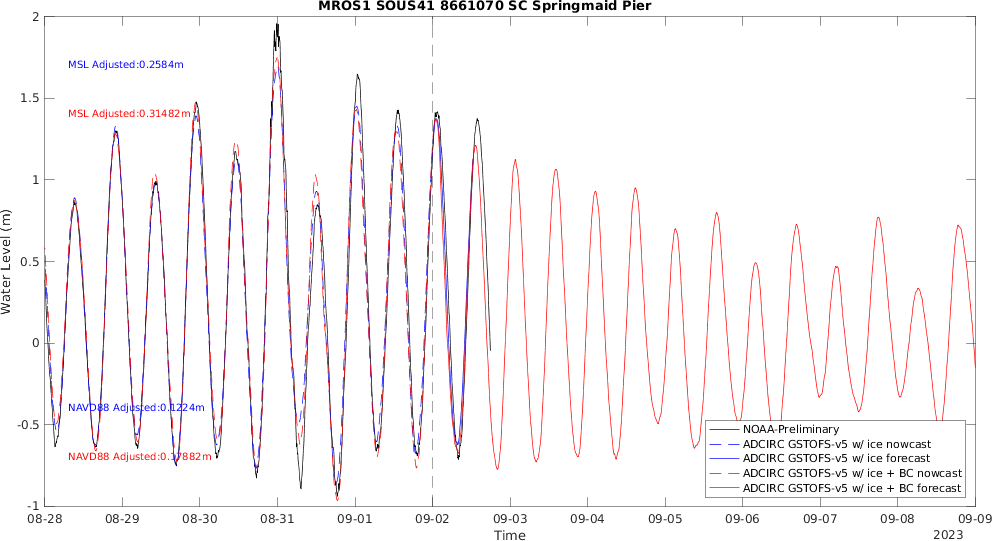 MROS1 SOUS41 8661070 SC Springmaid Pier
2
1.5
1
0.5
0
-0.5
-1
Water Level (m)
MSL Adjusted:0.2584m
MSL Adjusted:0.31482m
NAVD88 Adjusted:0.1224m
NAVD88 Adjusted:0.17882m
NOAA-Preliminary
ADCIRC GSTOFS-v5 w/ ice nowcast
ADCIRC GSTOFS-v5 w/ ice forecast
ADCIRC GSTOFS-v5 w/ ice + BC nowcast
ADCIRC GSTOFS-v5 w/ ice + BC forecast
08-28 08-29 08-30 08-31 09-01 09-02 09-03 09-04 09-05 09-06 09-07 09-08 09-09
Time
2023